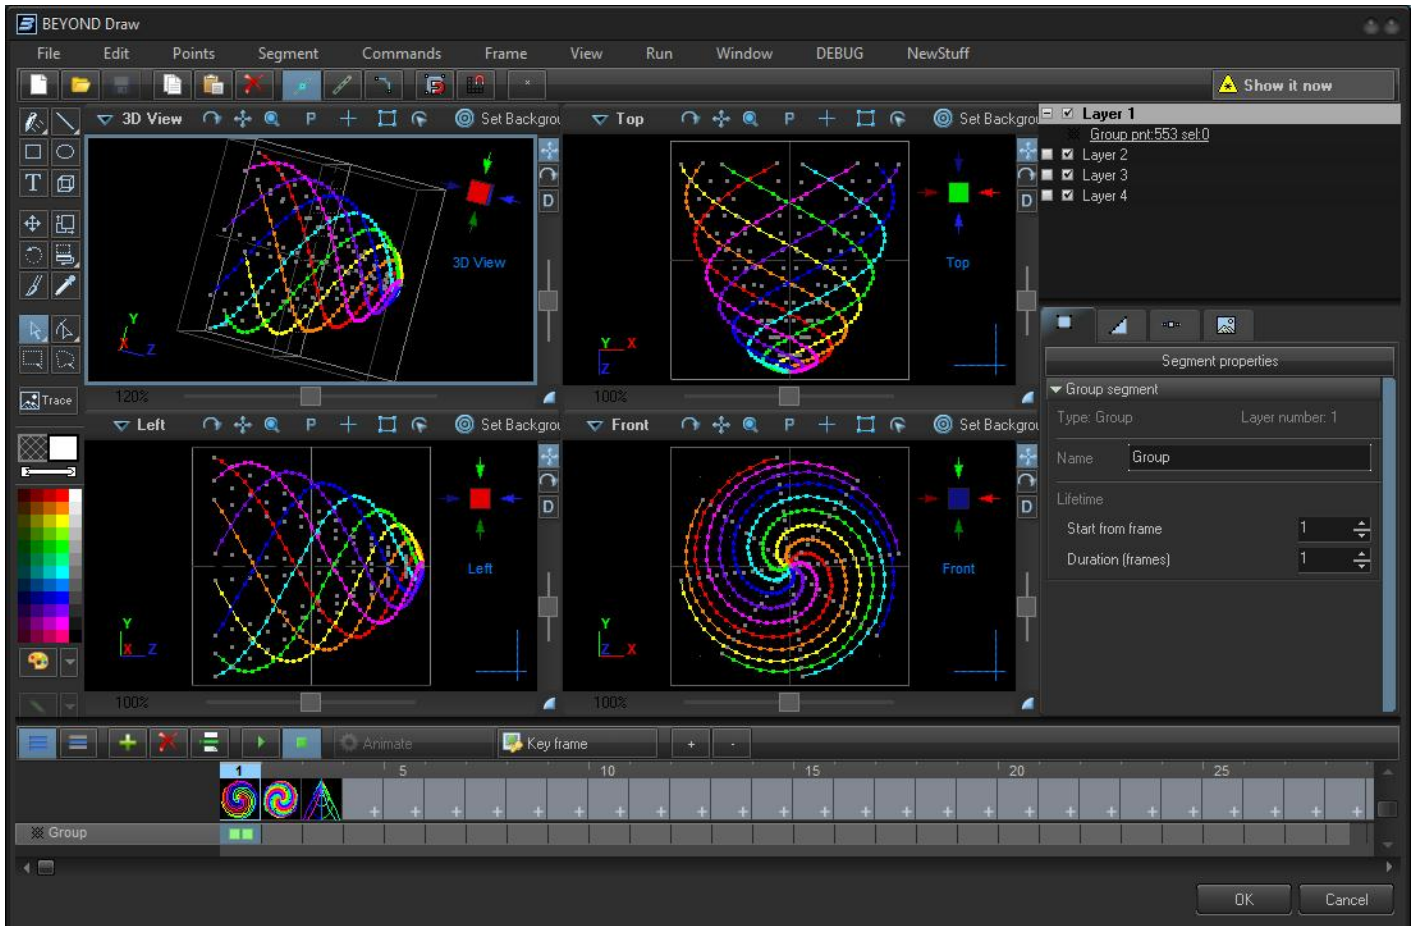 BEYOND Draw
File Edit Points Segment Commands Frame View Run Window DEBUG NewStuff
Show it now
3D View P Set Backgrou
Top P Set Backgrou
Layer 1
Group pnt:553 sel:0
Layer 2
Layer 3
Layer 4
T
D
D
3D View
Top
Y
X Z
Y X
Z
120%
100%
Trace
Left P Set Backgrou
Front P Set Backgrou
Segment properties
Group segment
Type: Group Layer number: 1
Name Group
Lifetime
Start from frame 1
Duration (frames) 1
D
D
Left
Front
Y
X Z
Y
Z X
100%
100%
Animate Key frame + -
1 5 10 15 20 25
Group
OK Cancel